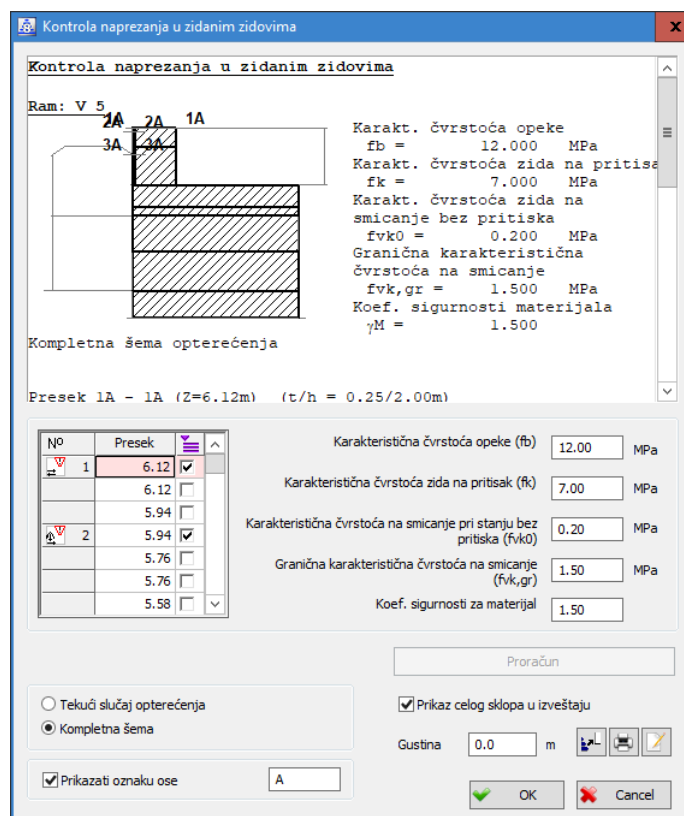 Kontrola naprezanja u zidanim zidovima
Kontrola naprezanja u zidanim zidovima
Ram: V 5
1A
2A 2A 1A
3A 3A
Karakt. čvrstoća opeke
fb = 12.000 MPa
Karakt. čvrstoća zida na pritisa
fk = 7.000 MPa
Karakt. čvrstoća zida na
smicanje bez pritiska
fvk0 = 0.200 MPa
Granična karakteristična
čvrstoća na smicanje
fvk,gr = 1.500 MPa
Koef. sigurnosti materijala
γM = 1.500
Kompletna šema opterećenja
Presek 1A - 1A (Z=6.12m) (t/h = 0.25/2.00m)
Nº Presek
1 6.12
6.12
5.94
2 5.94
5.76
5.76
5.58
Karakteristična čvrstoća opeke (fb) 12.00 MPa
Karakteristična čvrstoća zida na pritisak (fk) 7.00 MPa
Karakteristična čvrstoća na smicanje pri stanju bez
pritiska (fvk0) 0.20 MPa
Granična karakteristična čvrstoća na smicanje
(fvk,gr) 1.50 MPa
Koef. sigurnosti za materijal 1.50
Proračun
Tekući slučaj opterećenja
Kompletna šema
Prikazati oznaku ose A
Prikaz celog sklopa u izveštaju
Gustina 0.0 m
OK Cancel